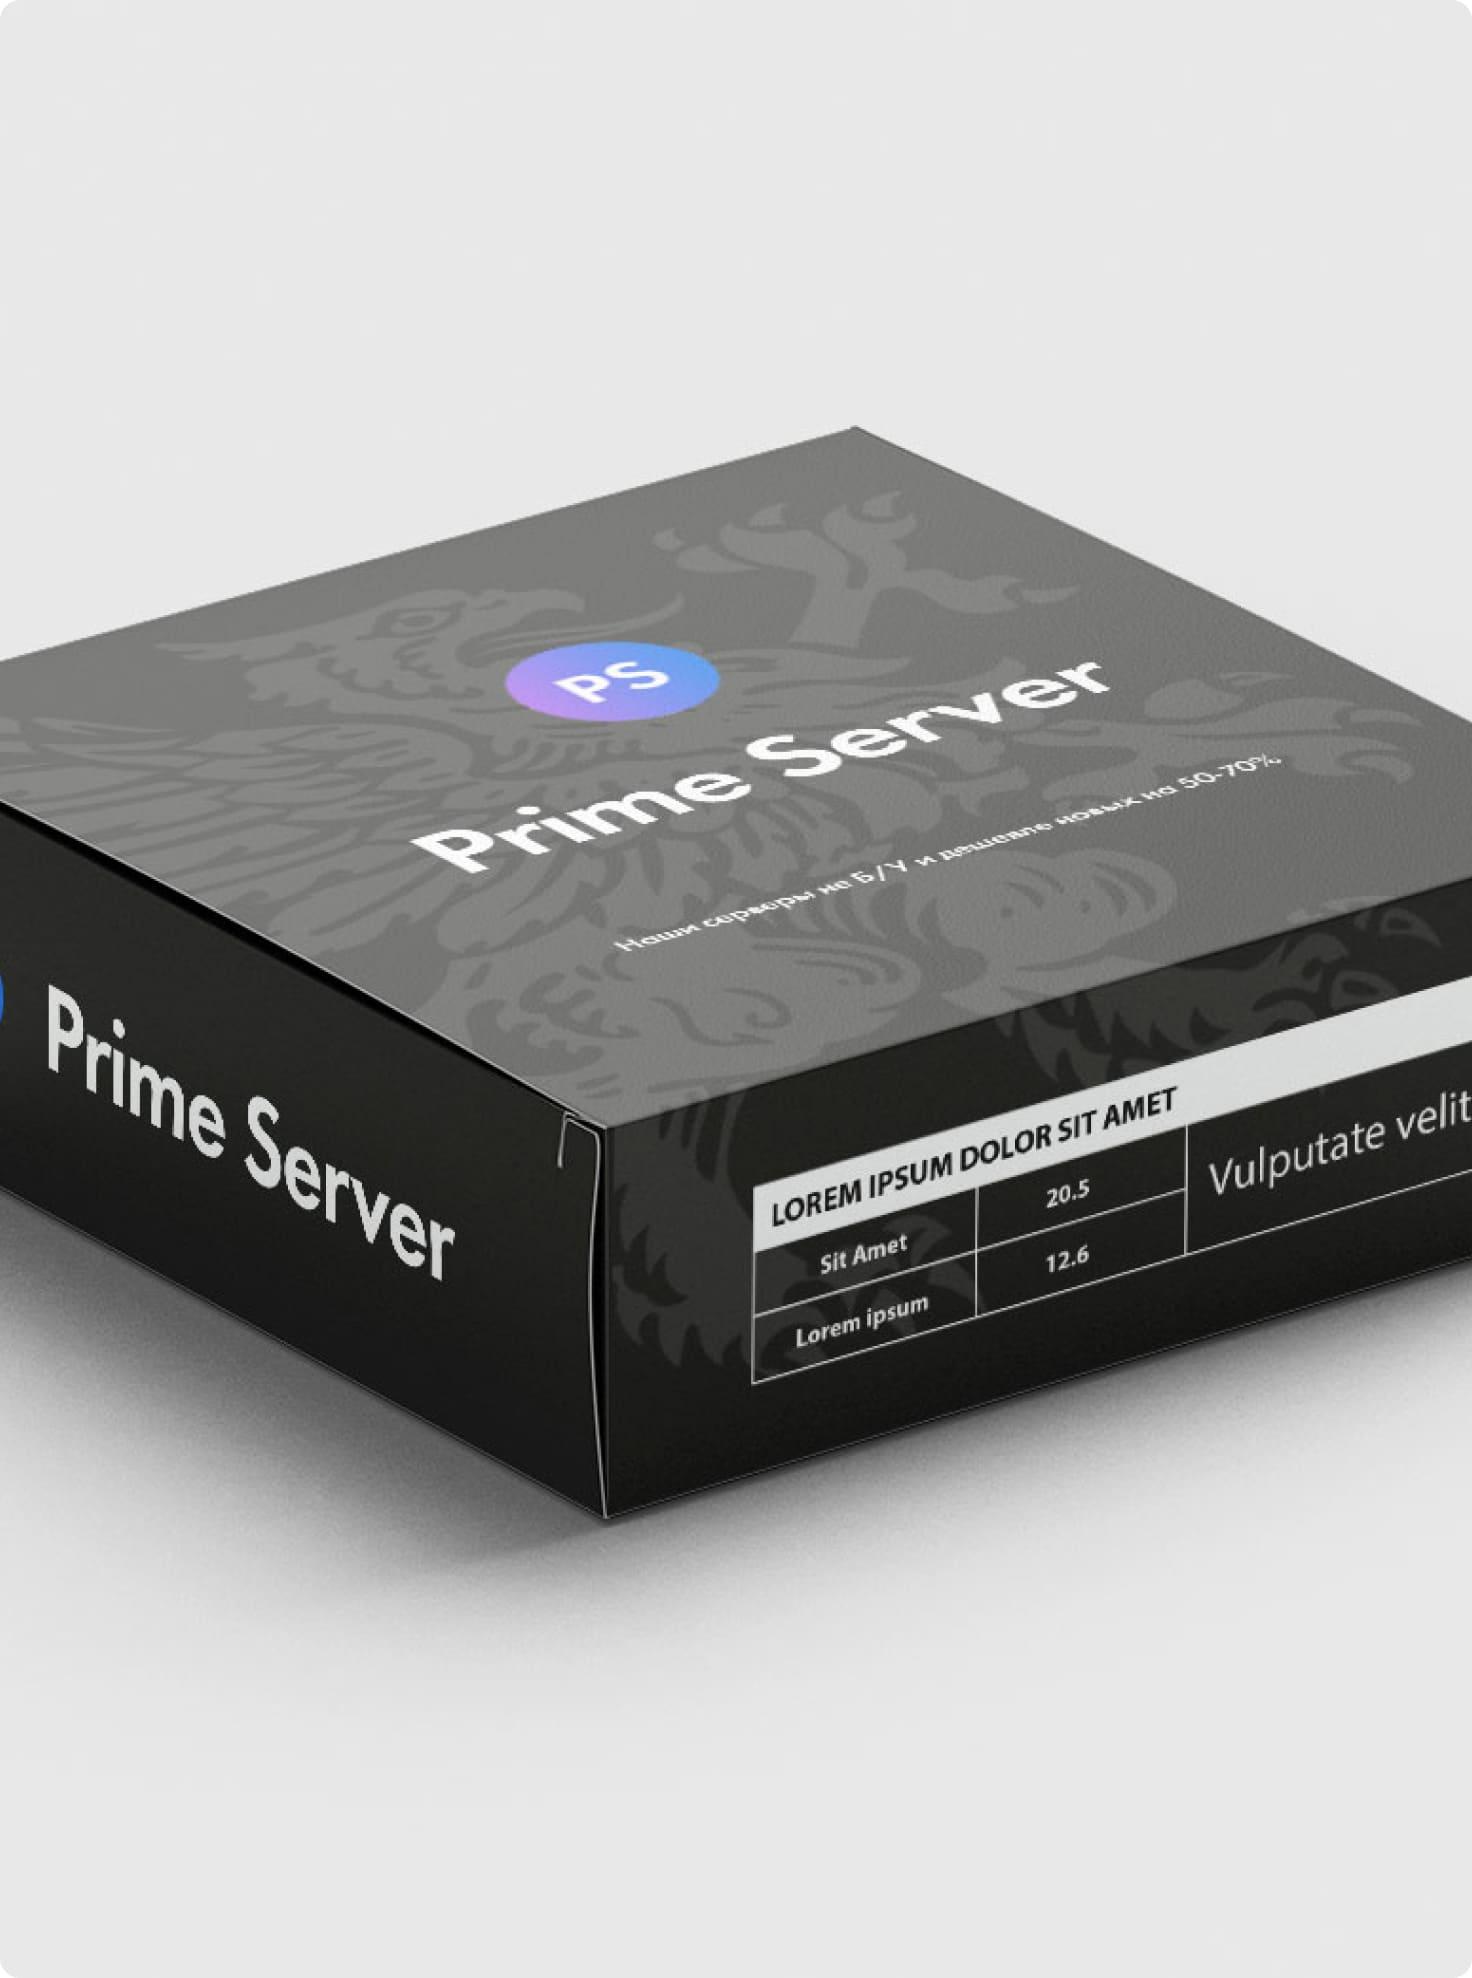 PS
Prime Server
Наши серверы не Б/У и дешевле новых на 50-70%
Prime Server
LOREM IPSUM DOLOR SIT AMET
Sit Amet 20.5 Vulputate velit
Lorem ipsum 12.6